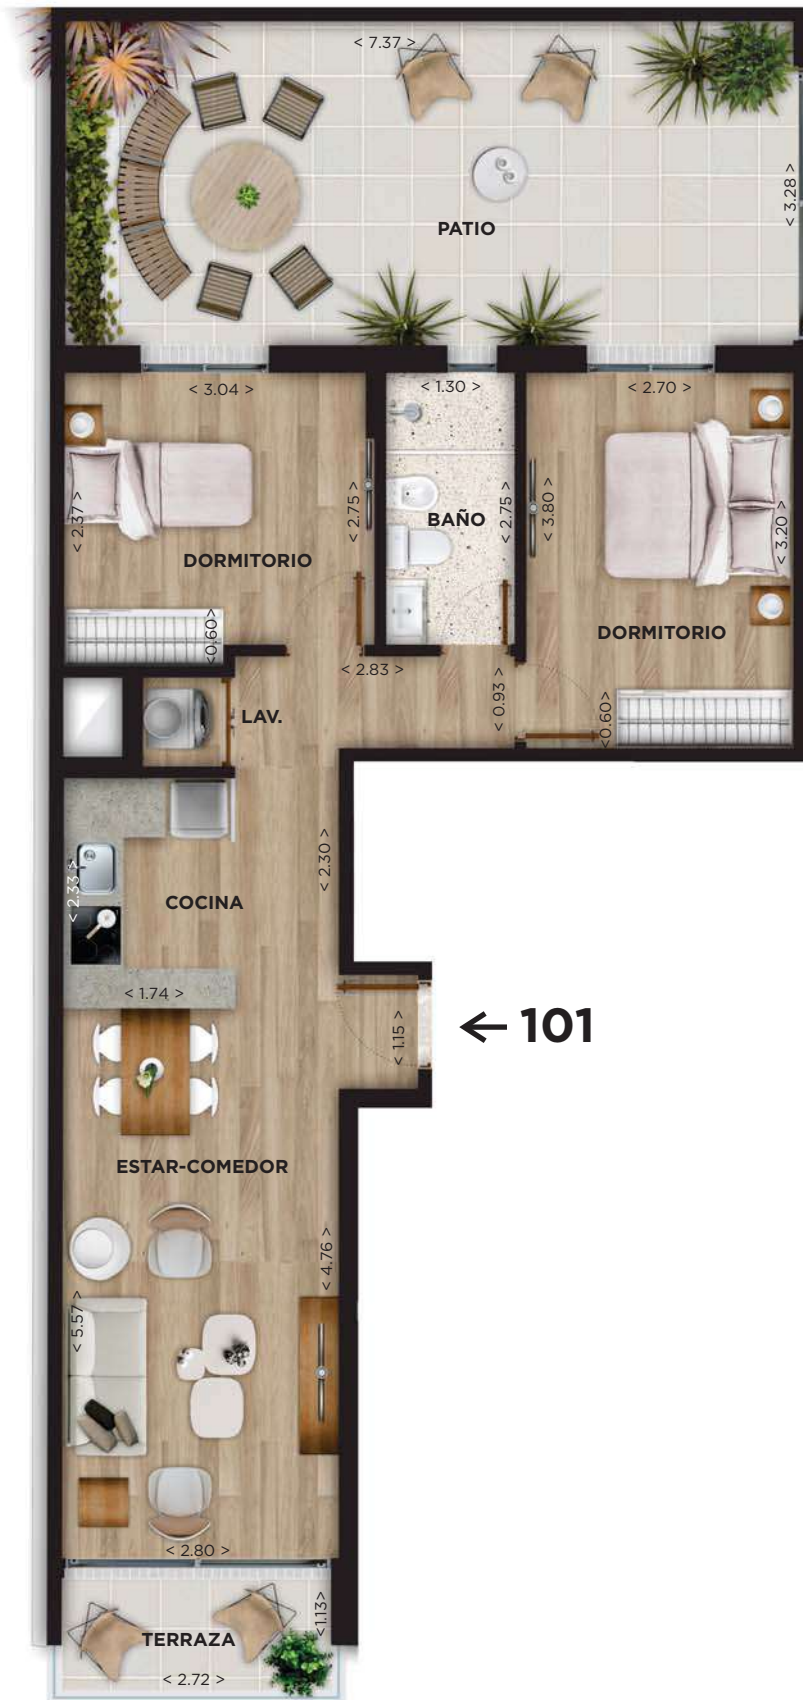 < 7.37 >
< 3.28 >
PATIO
< 3.04 >
< 1.30 >
< 2.70 >
< 2.37 >
< 2.75 >
BAÑO
< 2.75 >
< 3.80 >
< 3.20 >
DORMITORIO
DORMITORIO
<0.60>
< 2.83 >
< 0.93 >
<0.60>
LAV.
< 2.30 >
< 2.33 >
COCINA
< 1.74 >
< 1.15 >
← 101
ESTAR-COMEDOR
< 4.76 >
< 5.57 >
< 2.80 >
<1.13>
TERRAZA
< 2.72 >